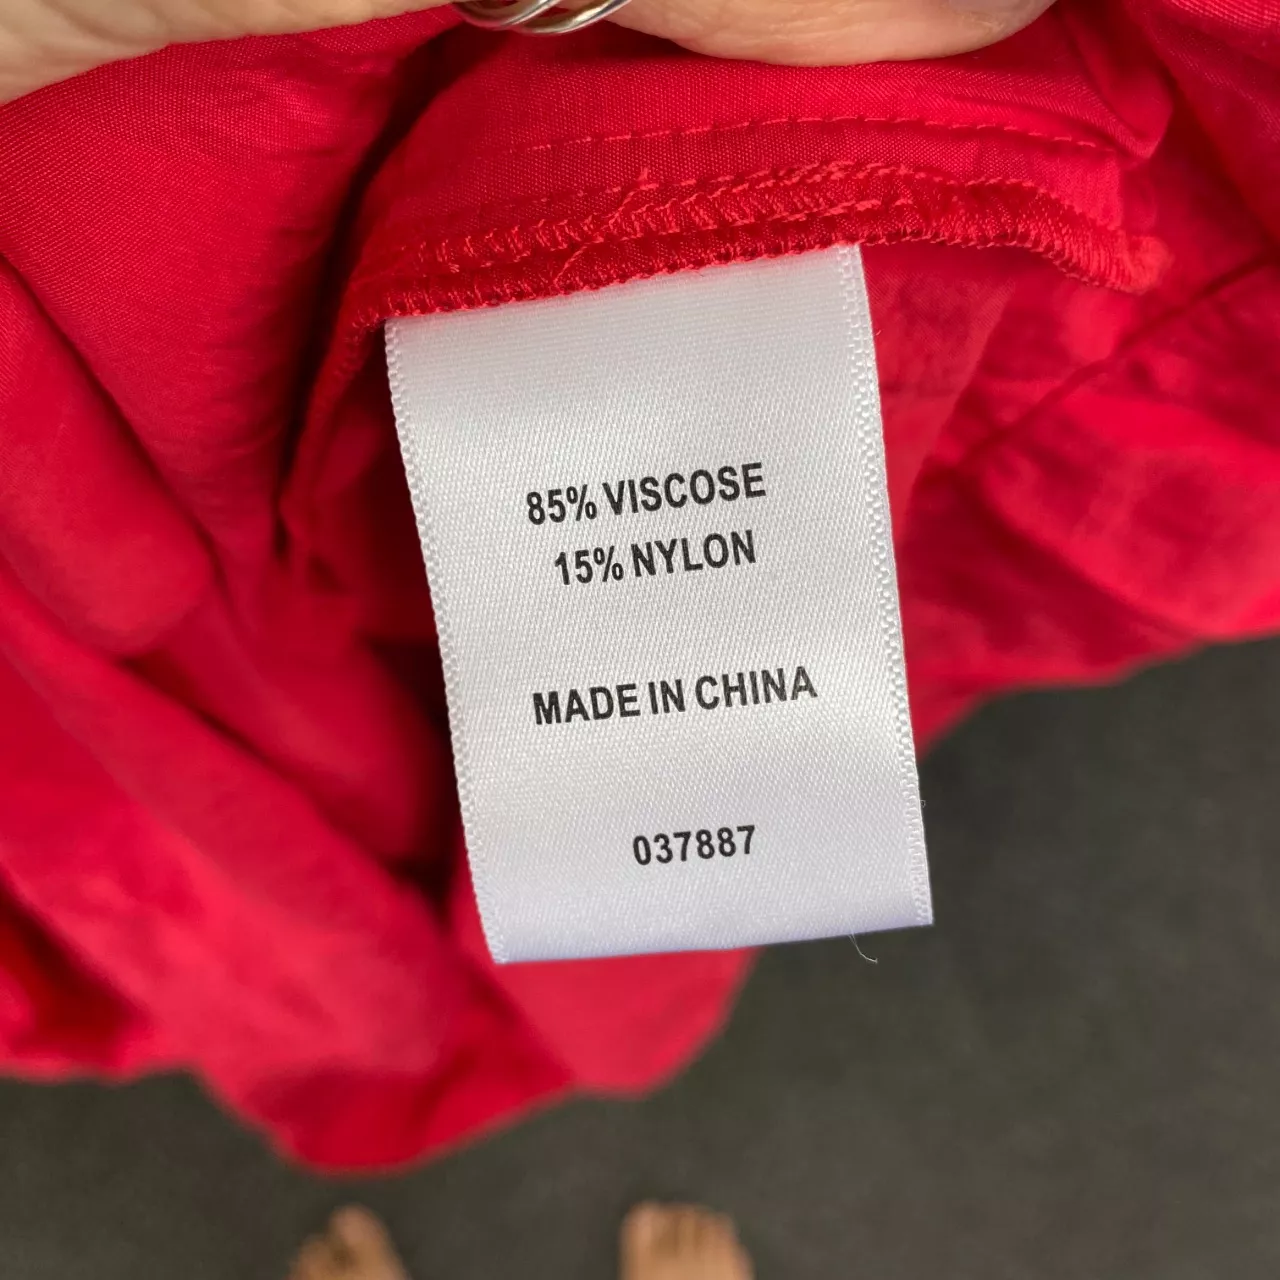 85% VISCOSE
15% NYLON
MADE IN CHINA
037887